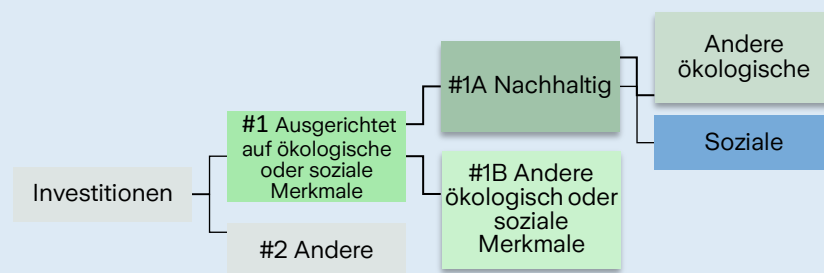 Investitionen
#1 Ausgerichtet
auf ökologische
oder soziale
Merkmale
#2 Andere
#1A Nachhaltig
#1B Andere
ökologisch oder
soziale
Merkmale
Andere
ökologische
Soziale